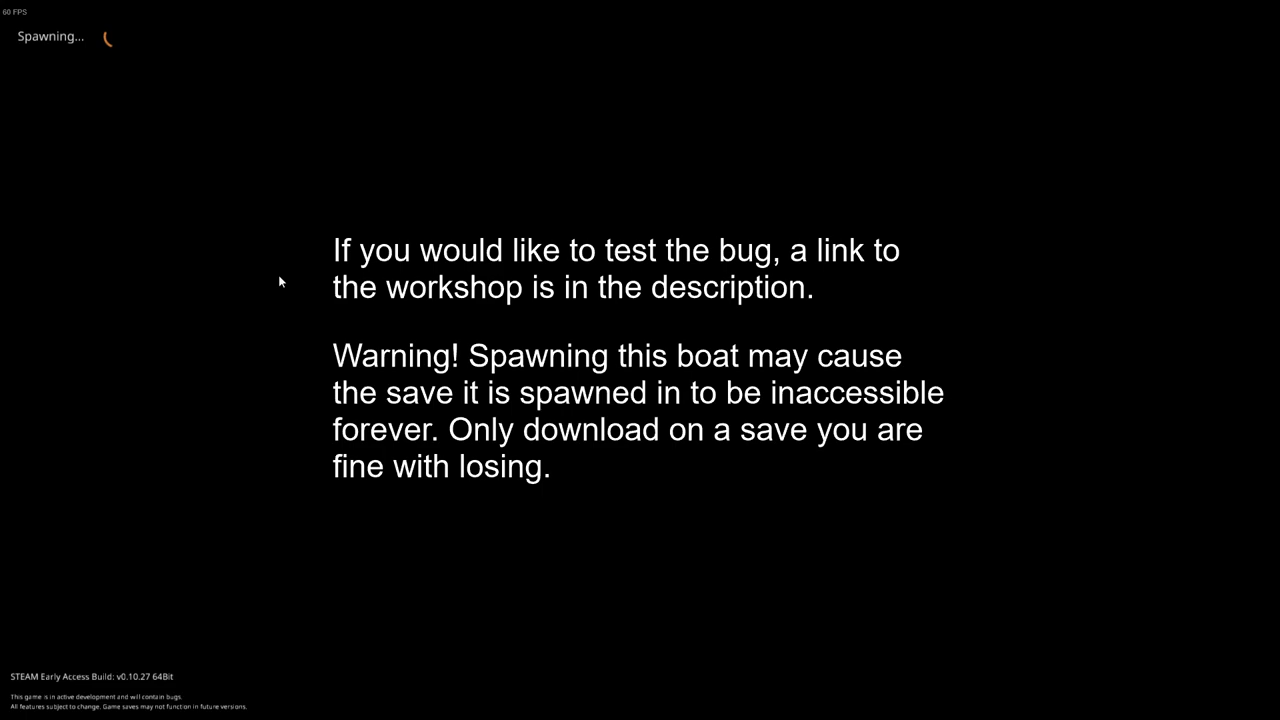 60 FPS
Spawning...
If you would like to test the bug, a link to
the workshop is in the description.
Warning! Spawning this boat may cause
the save it is spawned in to be inaccessible
forever. Only download on a save you are
fine with losing.
STEAM Early Access Build: v0.10.27 64Bit
This game is in active development and will contain bugs.
All features subject to change. Game saves may not function in future versions.